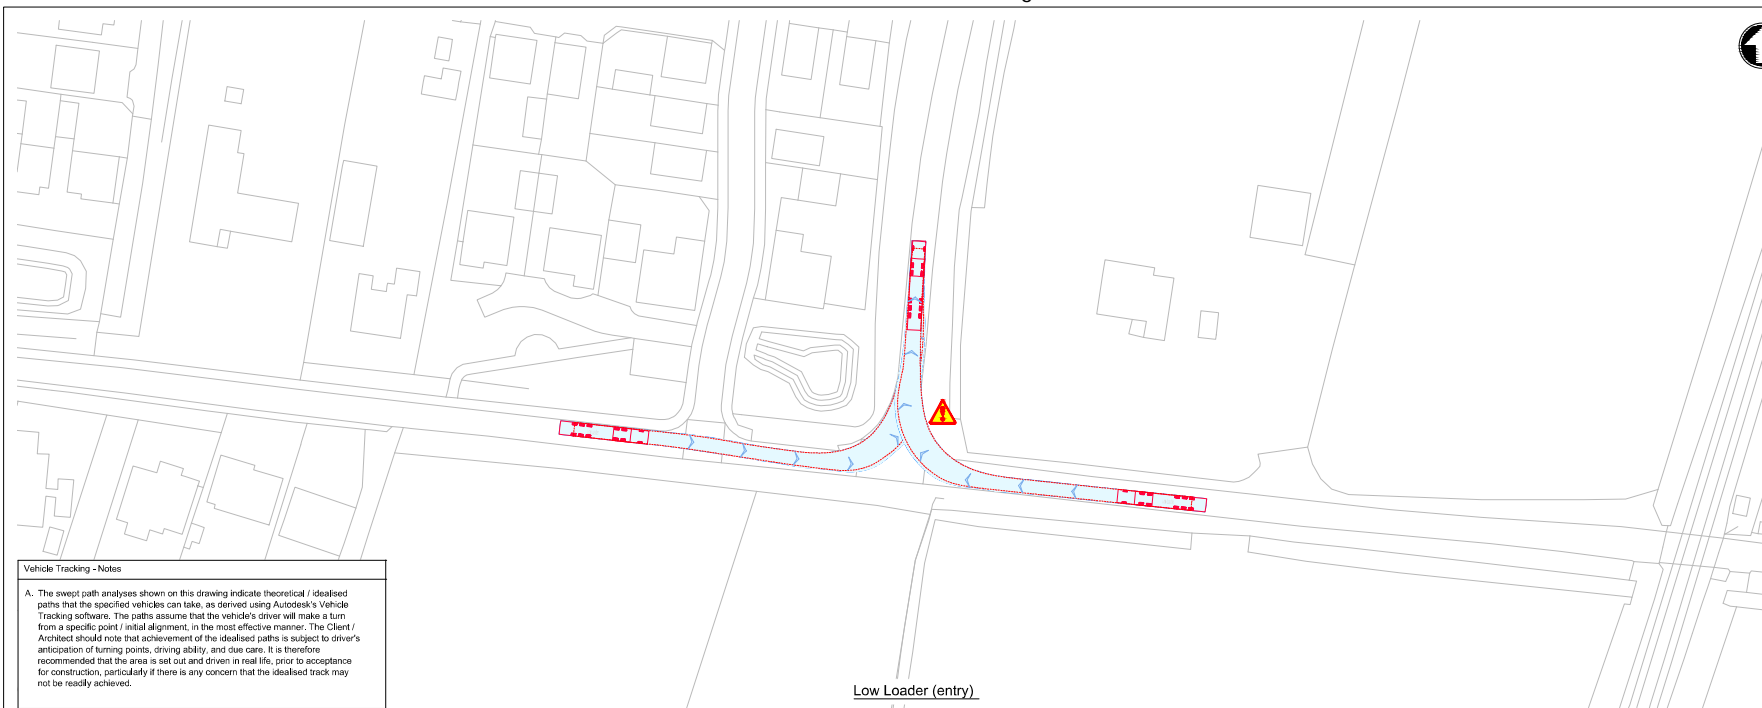 Vehicle Tracking - Notes
A. The swept path analyses shown on this drawing indicate theoretical / idealised
paths that the specified vehicles can take, as derived using Autodesk's Vehicle
Tracking software. The paths assume that the vehicle's driver will make a turn
from a specific point / initial alignment, in the most effective manner. The Client /
Architect should note that achievement of the idealised paths is subject to driver's
anticipation of turning points, driving ability, and due care. It is therefore
recommended that the area is set out and driven in real life, prior to acceptance
for construction, particularly if there is any concern that the idealised track may
not be readily achieved.
Low Loader (entry)